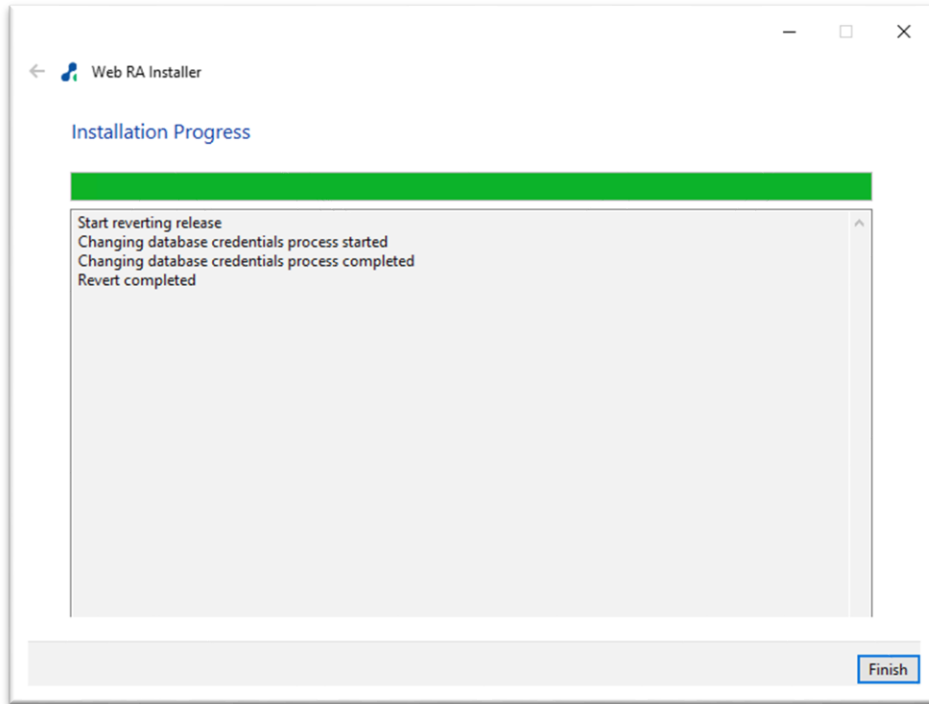 Web RA Installer
Installation Progress
Start reverting release
Changing database credentials process started
Changing database credentials process completed
Revert completed
Finish